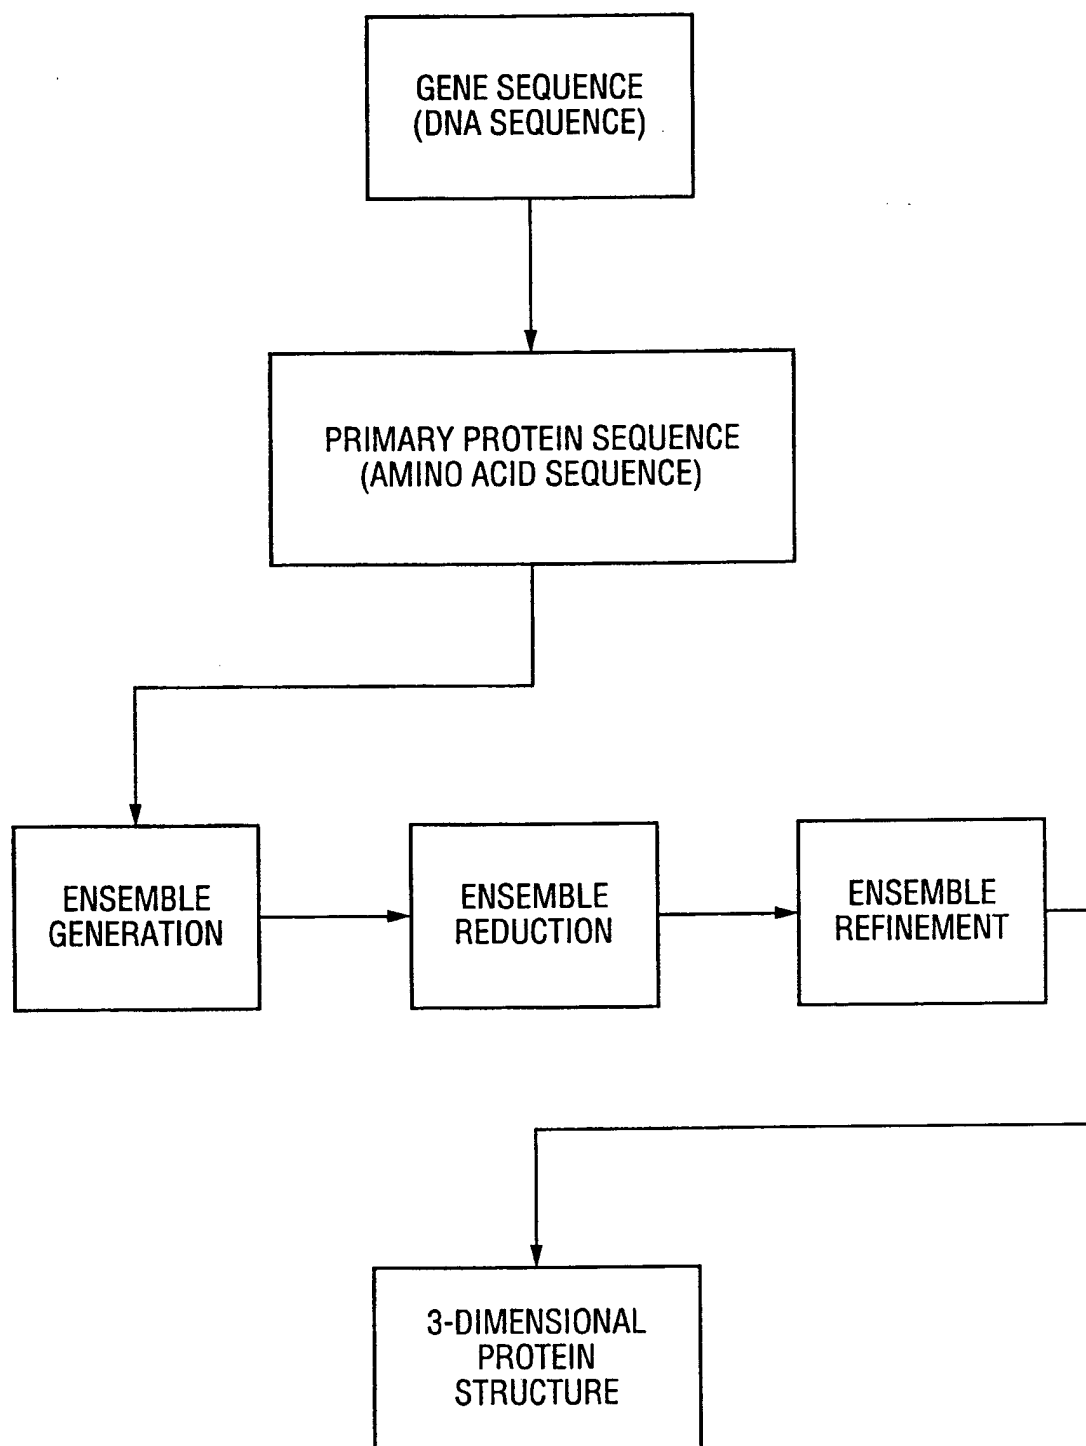 GENE SEQUENCE
(DNA SEQUENCE)
PRIMARY PROTEIN SEQUENCE
(AMINO ACID SEQUENCE)
ENSEMBLE
GENERATION
ENSEMBLE
REDUCTION
ENSEMBLE
REFINEMENT
3-DIMENSIONAL
PROTEIN
STRUCTURE